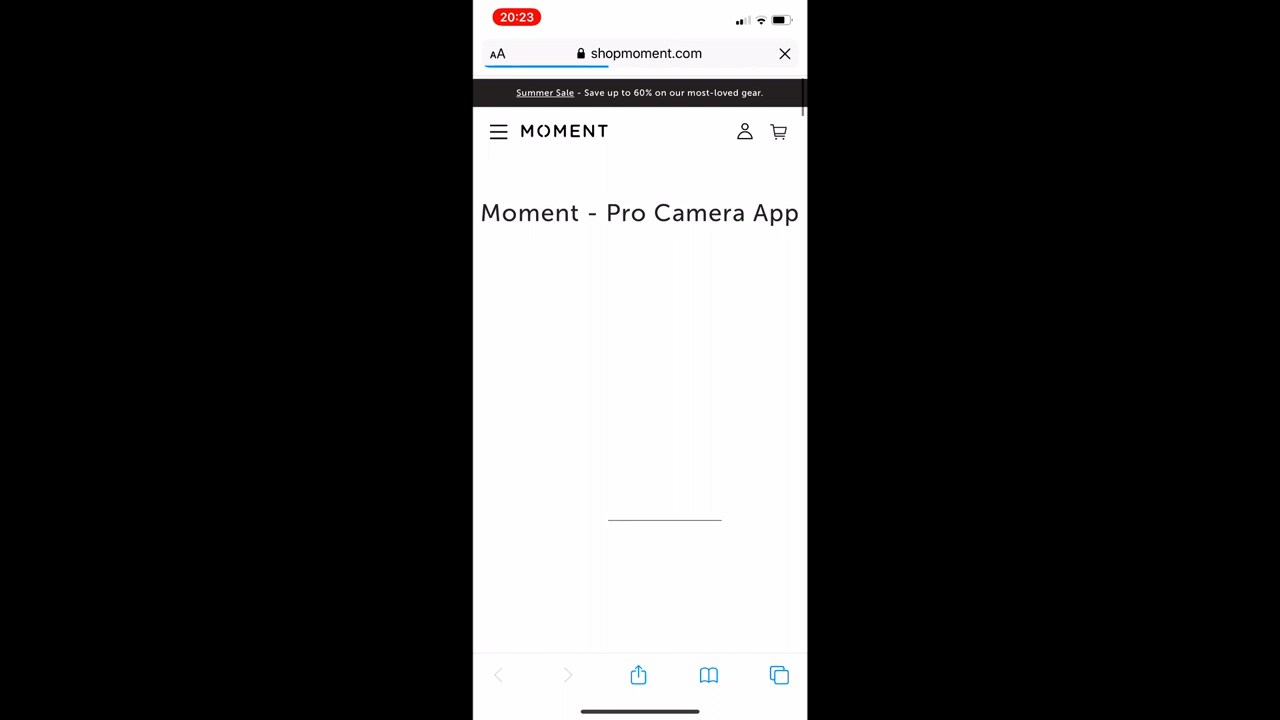 20:23
AA shopmoment.com
Summer Sale - Save up to 60% on our most-loved gear.
MOMENT
Moment - Pro Camera App